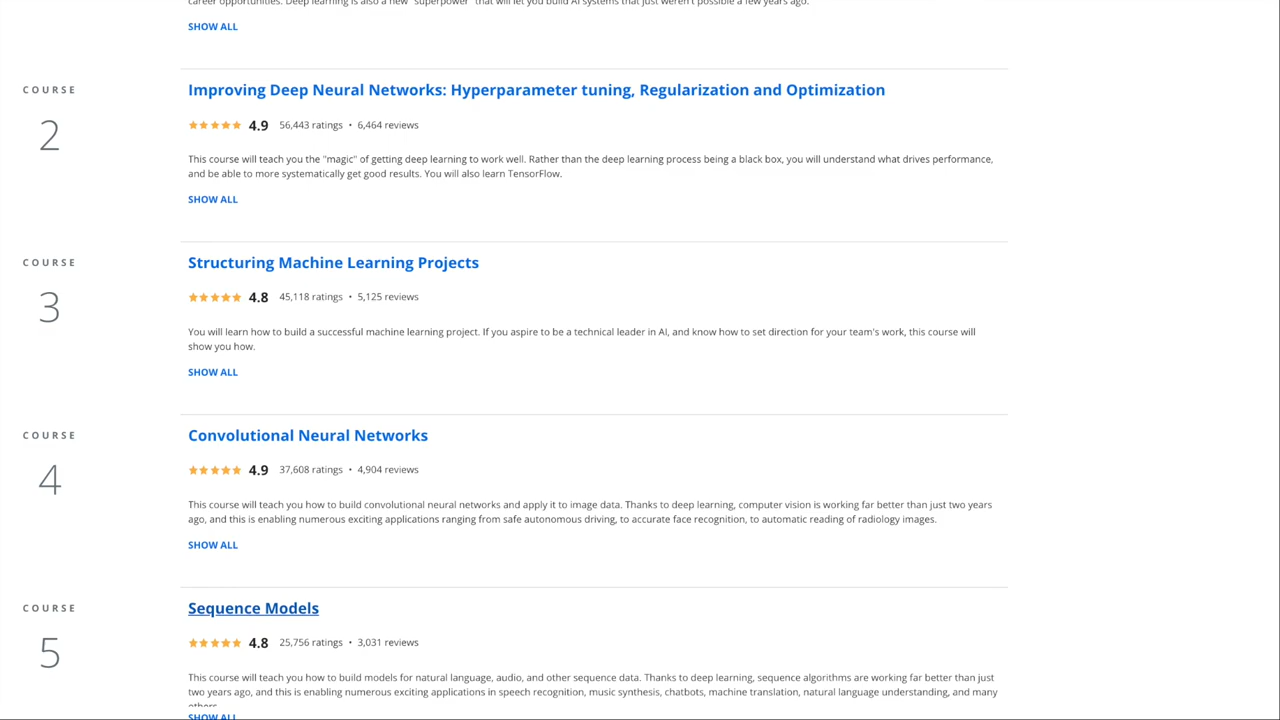 career opportunities. Deep learning is also a new "superpower" that will let you build AI systems that just weren't possible a few years ago.
SHOW ALL
COURSE
2
Improving Deep Neural Networks: Hyperparameter tuning, Regularization and Optimization
4.9 56,443 ratings • 6,464 reviews
This course will teach you the "magic" of getting deep learning to work well. Rather than the deep learning process being a black box, you will understand what drives performance,
and be able to more systematically get good results. You will also learn TensorFlow.
SHOW ALL
COURSE
3
Structuring Machine Learning Projects
4.8 45,118 ratings • 5,125 reviews
You will learn how to build a successful machine learning project. If you aspire to be a technical leader in AI, and know how to set direction for your team's work, this course will
show you how.
SHOW ALL
COURSE
4
Convolutional Neural Networks
4.9 37,608 ratings • 4,904 reviews
This course will teach you how to build convolutional neural networks and apply it to image data. Thanks to deep learning, computer vision is working far better than just two years
ago, and this is enabling numerous exciting applications ranging from safe autonomous driving, to accurate face recognition, to automatic reading of radiology images.
SHOW ALL
COURSE
5
Sequence Models
4.8 25,756 ratings • 3,031 reviews
This course will teach you how to build models for natural language, audio, and other sequence data. Thanks to deep learning, sequence algorithms are working far better than just
two years ago, and this is enabling numerous exciting applications in speech recognition, music synthesis, chatbots, machine translation, natural language understanding, and many
others.
SHOW ALL